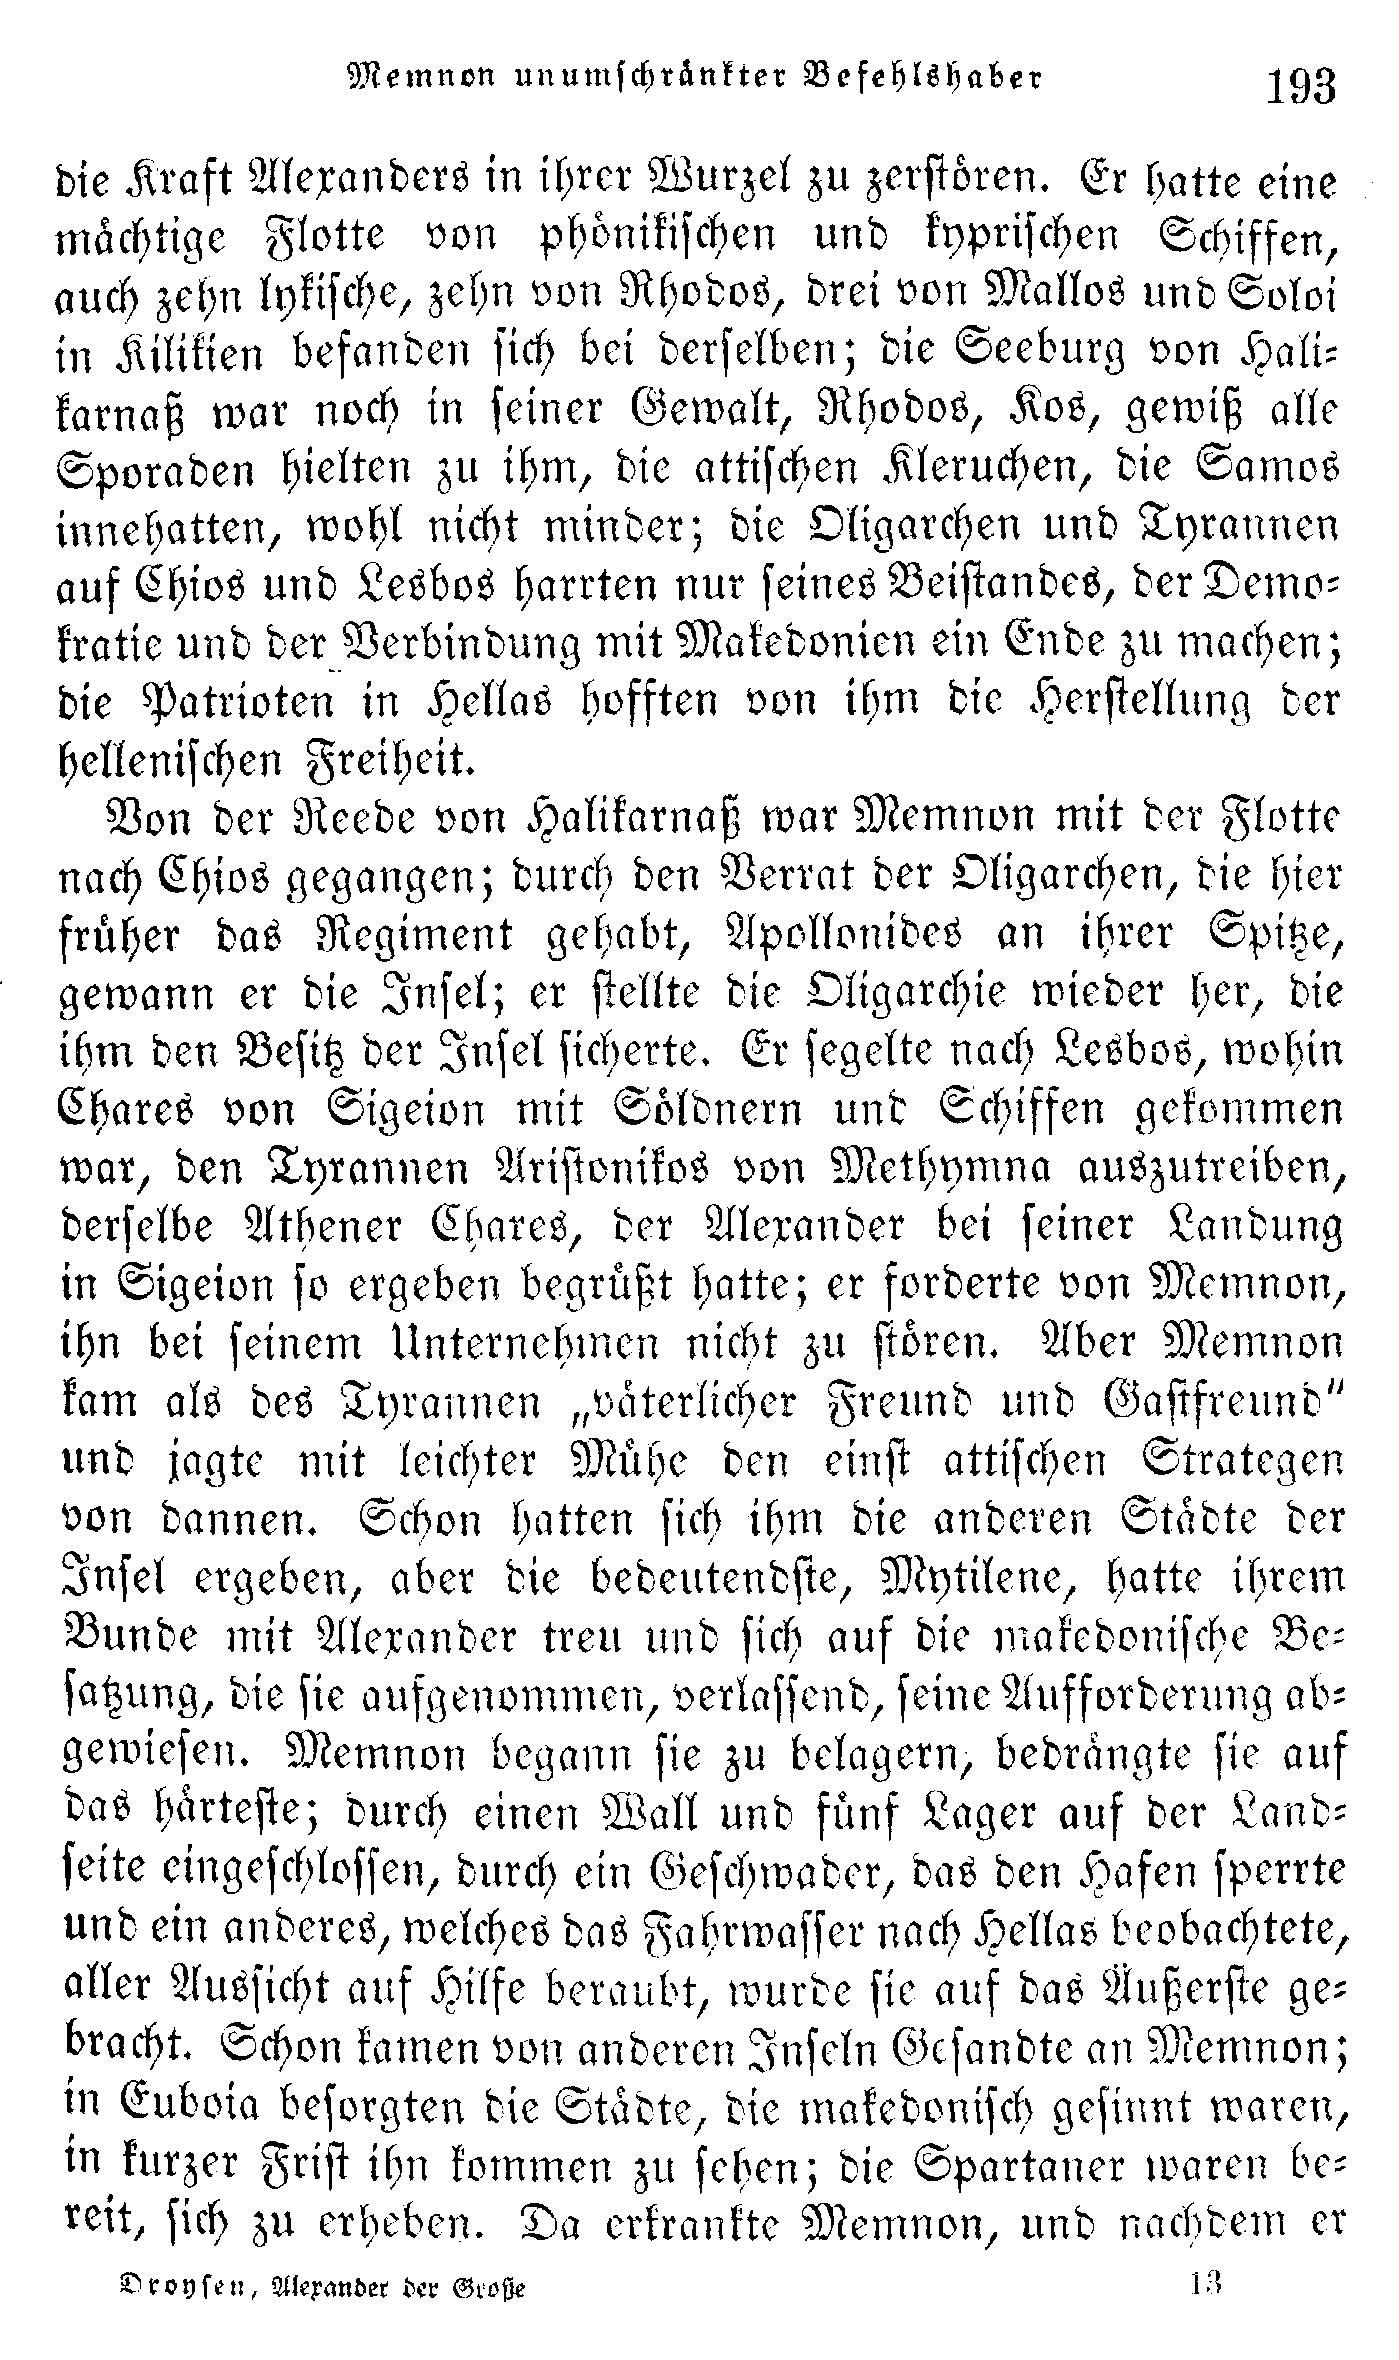 Memnon unumschränkter Befehlshaber 193
die Kraft Alexanders in ihrer Wurzel zu zerstören. Er hatte eine
mächtige Flotte von phönikischen und kyprischen Schiffen,
auch zehn lykische, zehn von Rhodos, drei von Mallos und Soloi
in Kilikien befanden sich bei derselben; die Seeburg von Hali-
karnaß war noch in seiner Gewalt, Rhodos, Kos, gewiß alle
Sporaden hielten zu ihm, die attischen Kleruchen, die Samos
innehatten, wohl nicht minder; die Oligarchen und Tyrannen
auf Chios und Lesbos harrten nur seines Beistandes, der Demo-
kratie und der Verbindung mit Makedonien ein Ende zu machen;
die Patrioten in Hellas hofften von ihm die Herstellung der
hellenischen Freiheit.
Von der Reede von Halikarnaß war Memnon mit der Flotte
nach Chios gegangen; durch den Verrat der Oligarchen, die hier
früher das Regiment gehabt, Apollonides an ihrer Spitze,
gewann er die Insel; er stellte die Oligarchie wieder her, die
ihm den Besitz der Insel sicherte. Er segelte nach Lesbos, wohin
Chares von Sigeion mit Söldnern und Schiffen gekommen
war, den Tyrannen Aristonikos von Methymna auszutreiben,
derselbe Athener Chares, der Alexander bei seiner Landung
in Sigeion so ergeben begrüßt hatte; er forderte von Memnon,
ihn bei seinem Unternehmen nicht zu stören. Aber Memnon
kam als des Tyrannen „väterlicher Freund und Gastfreund“
und jagte mit leichter Mühe den einst attischen Strategen
von dannen. Schon hatten sich ihm die anderen Städte der
Insel ergeben, aber die bedeutendste, Mytilene, hatte ihrem
Bunde mit Alexander treu und sich auf die makedonische Be-
satzung, die sie aufgenommen, verlassend, seine Aufforderung ab-
gewiesen. Memnon begann sie zu belagern, bedrängte sie auf
das härteste; durch einen Wall und fünf Lager auf der Land-
seite eingeschlossen, durch ein Geschwader, das den Hafen sperrte
und ein anderes, welches das Fahrwasser nach Hellas beobachtete,
aller Aussicht auf Hilfe beraubt, wurde sie auf das Äußerste ge-
bracht. Schon kamen von anderen Inseln Gesandte an Memnon;
in Euboia besorgten die Städte, die makedonisch gesinnt waren,
in kurzer Frist ihn kommen zu sehen; die Spartaner waren be-
reit, sich zu erheben. Da erkrankte Memnon, und nachdem er
Droysen, Alexander der Große 13